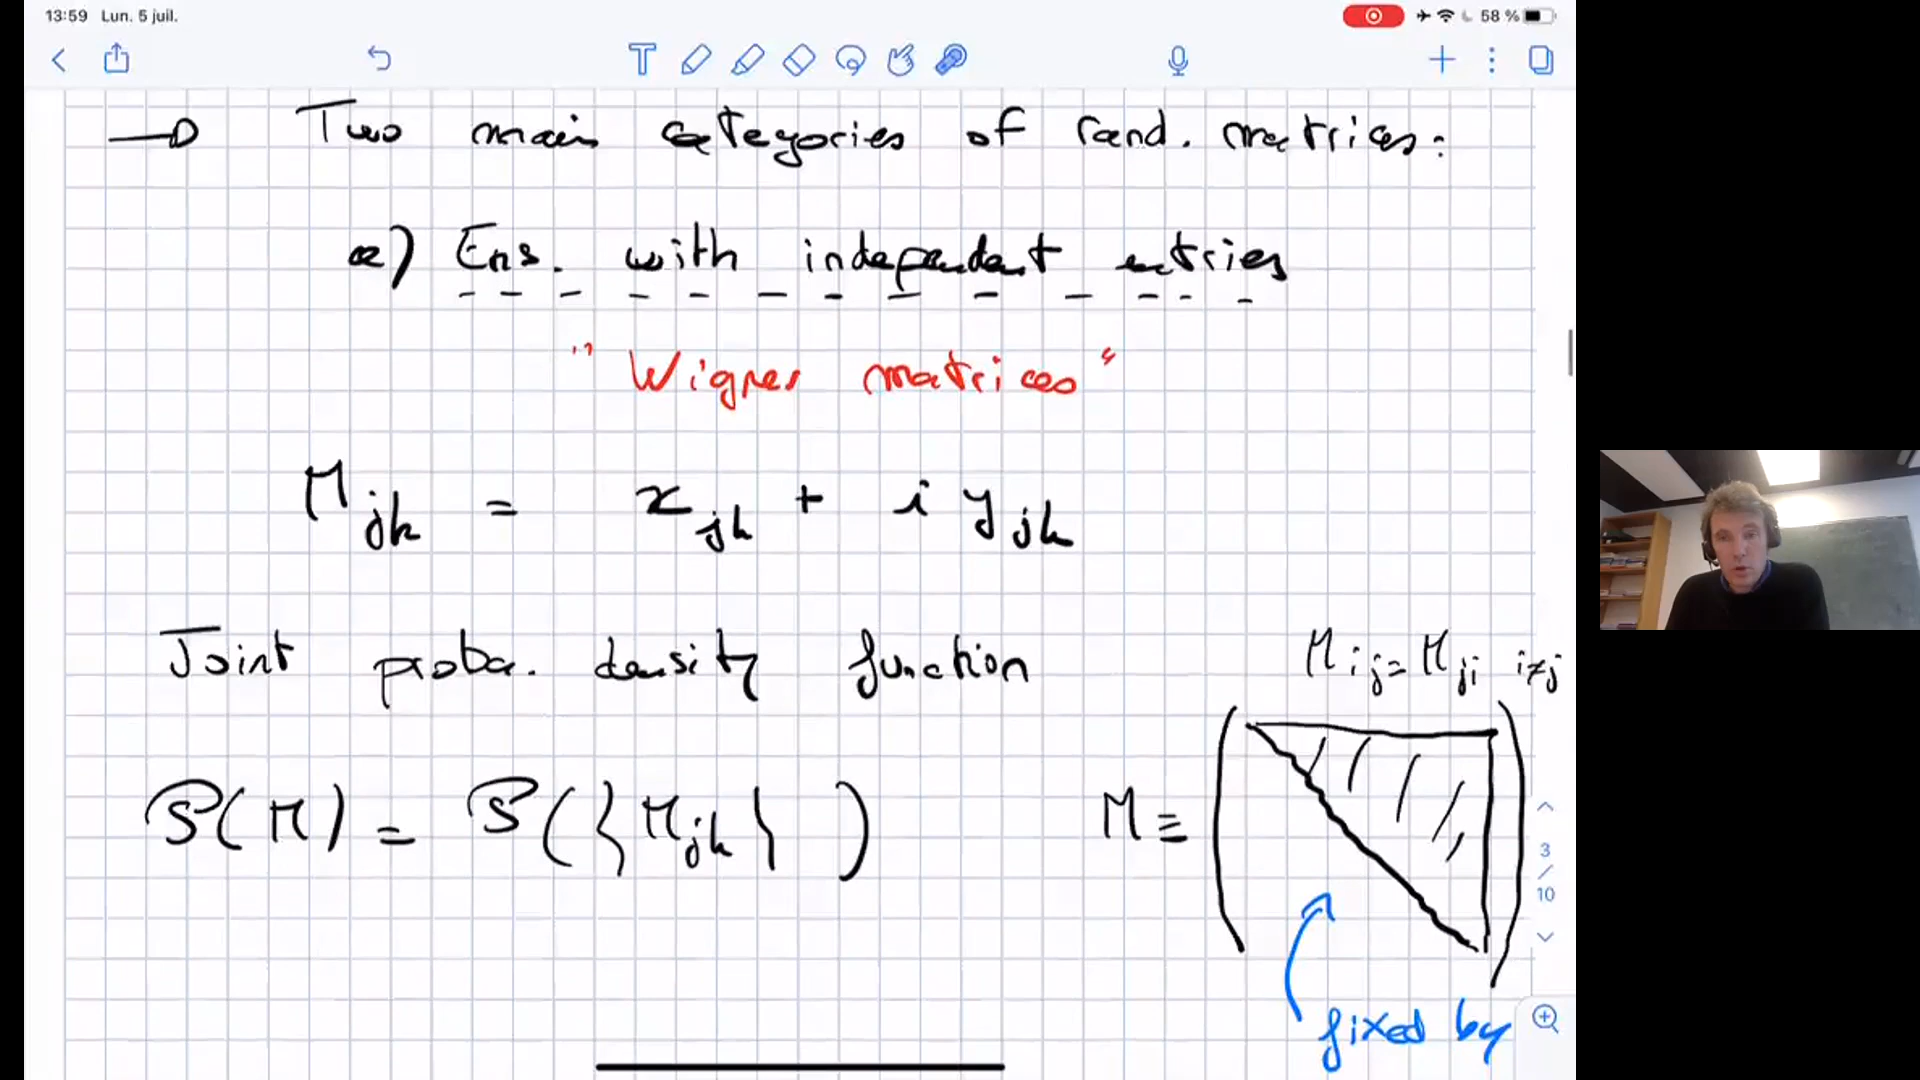 13:59 Lun. 5 juil. 58 %
→ Two main categories of rand. matrices:
a) Ens. with independent entries
"Wigner matrices"
M_jk = x_jk + i y_jk
Joint proba. density function
M_ij = M_ji i≠j
P(M) = P({M_jk})
M ≡
3
/
10
fixed by